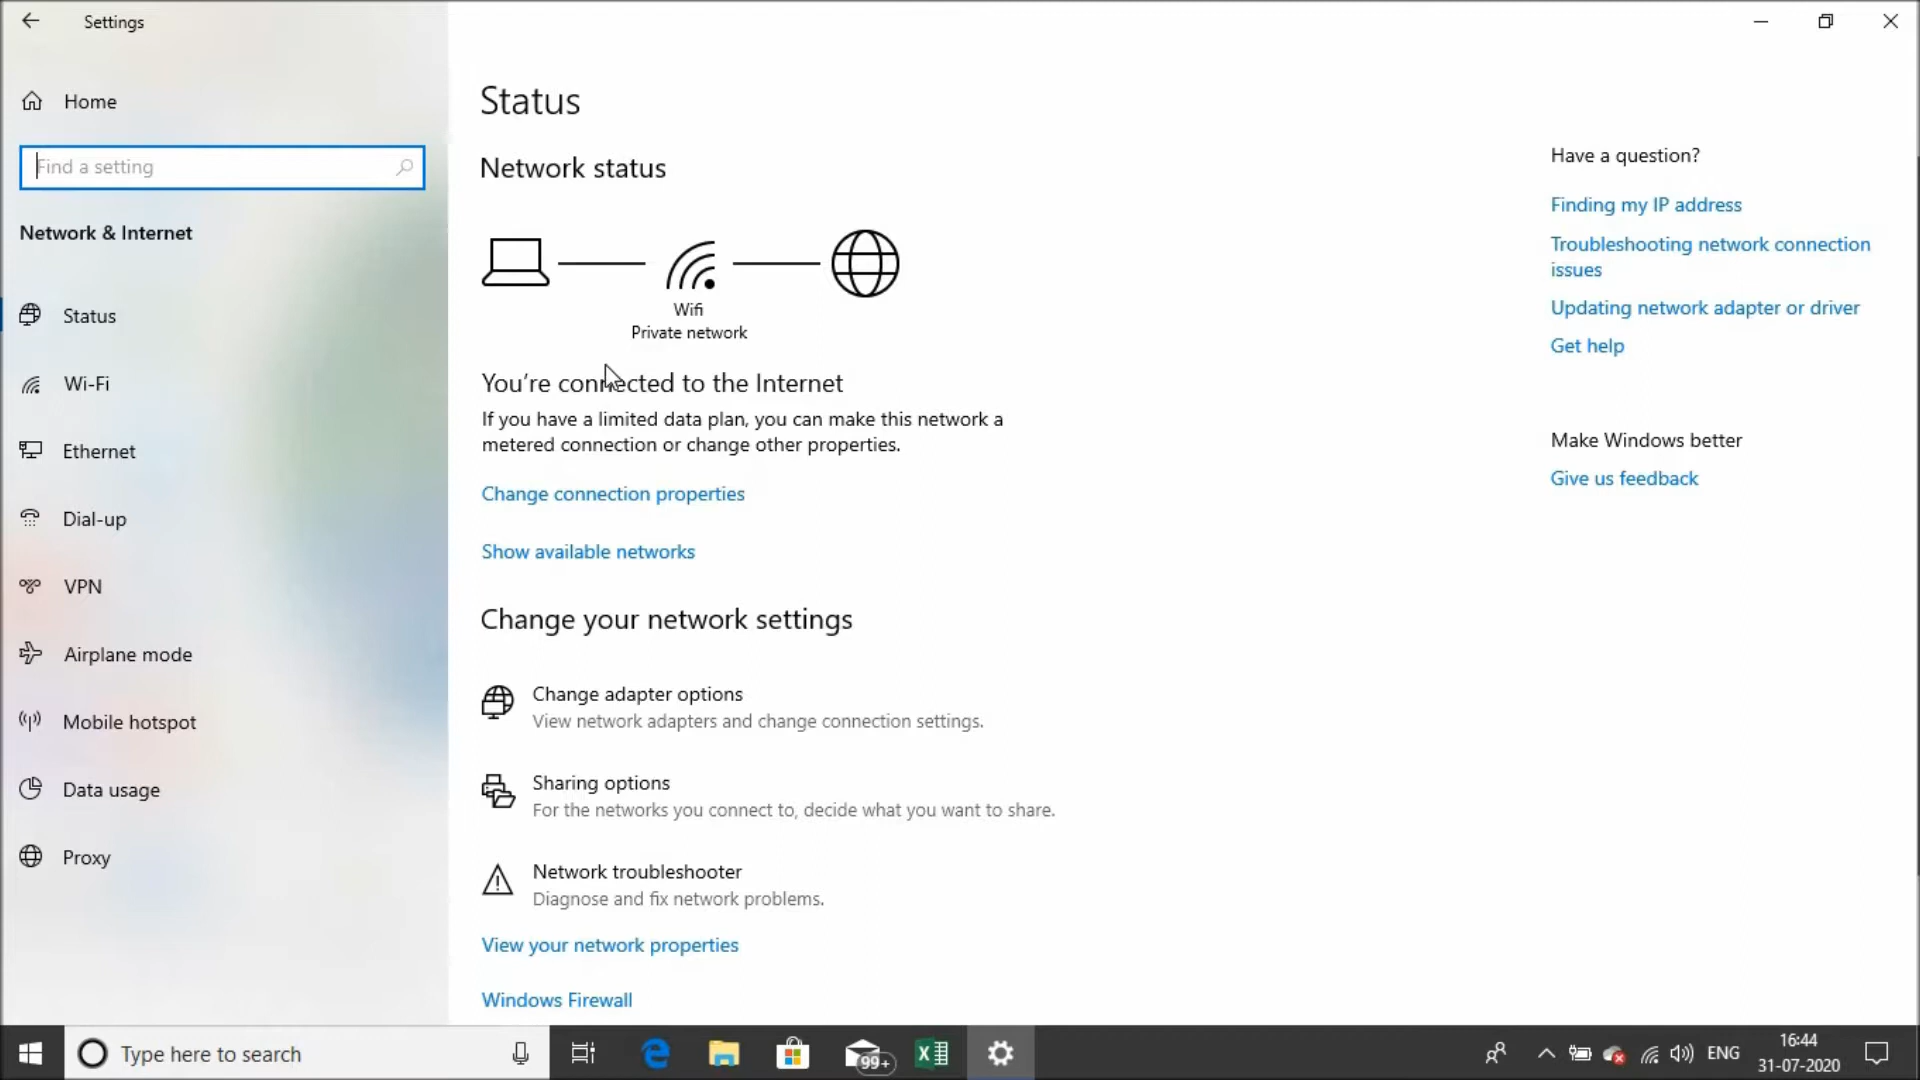 Settings
Home
Find a setting
Network & Internet
Status
Wi-Fi
Ethernet
Dial-up
VPN
Airplane mode
Mobile hotspot
Data usage
Proxy
Status
Network status
Wifi
Private network
You're connected to the Internet
If you have a limited data plan, you can make this network a
metered connection or change other properties.
Change connection properties
Show available networks
Change your network settings
Change adapter options
View network adapters and change connection settings.
Sharing options
For the networks you connect to, decide what you want to share.
Network troubleshooter
Diagnose and fix network problems.
View your network properties
Windows Firewall
Have a question?
Finding my IP address
Troubleshooting network connection
issues
Updating network adapter or driver
Get help
Make Windows better
Give us feedback
Type here to search
99+
ENG
16:44
31-07-2020